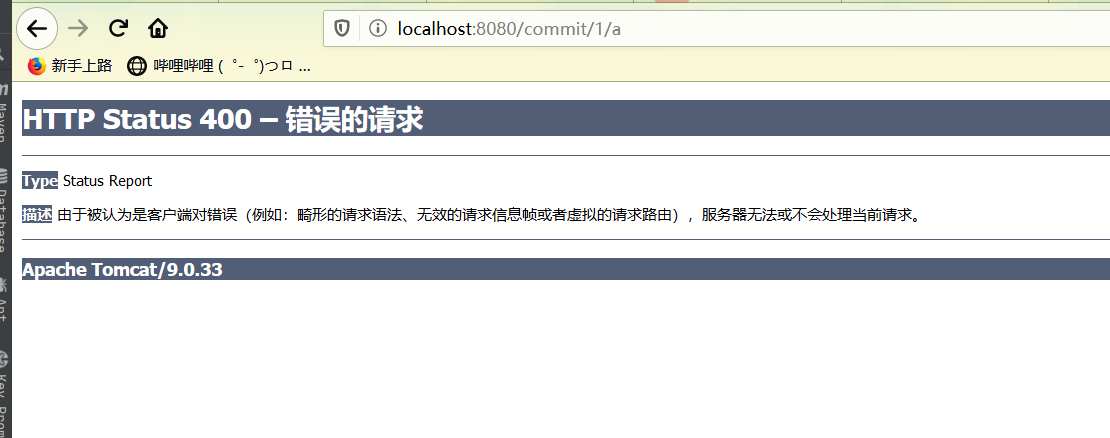 localhost:8080/commit/1/a
新手上路 哔哩哔哩 ( ゜- ゜)つロ ...
HTTP Status 400 – 错误的请求
Type Status Report
描述 由于被认为是客户端对错误（例如：畸形的请求语法、无效的请求信息帧或者虚拟的请求路由），服务器无法或不会处理当前请求。
Apache Tomcat/9.0.33
Maven
Database
Ant
Key Prom